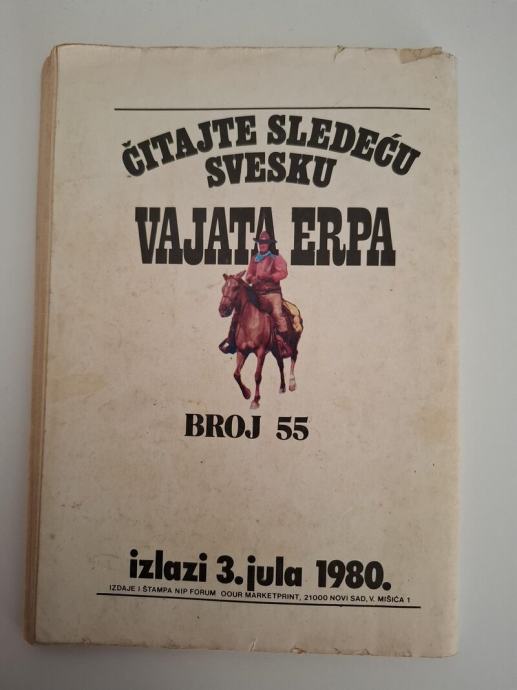 ČITAJTE SLEDEĆU
SVESKU
VAJATA ERPA
BROJ 55
izlazi 3. jula 1980.
IZDAJE I ŠTAMPA NIP FORUM OOUR MARKETPRINT, 21000 NOVI SAD, V. MIŠIĆA 1